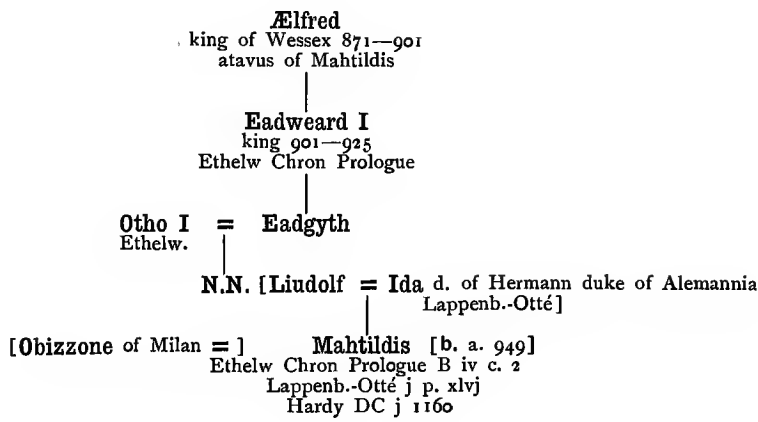 Ælfred
king of Wessex 871—901
atavus of Mahtildis
Eadweard I
king 901—925
Ethelw Chron Prologue
Otho I = Eadgyth
Ethelw.
N.N. [Liudolf = Ida d. of Hermann duke of Alemannia
Lappenb.-Otté]
[Obizzone of Milan = ] Mahtildis [b. a. 949]
Ethelw Chron Prologue B iv c. 2
Lappenb.-Otté j p. xlvj
Hardy DC j 1160